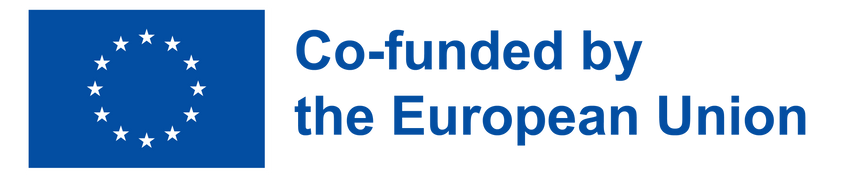 Co-funded by
the European Union